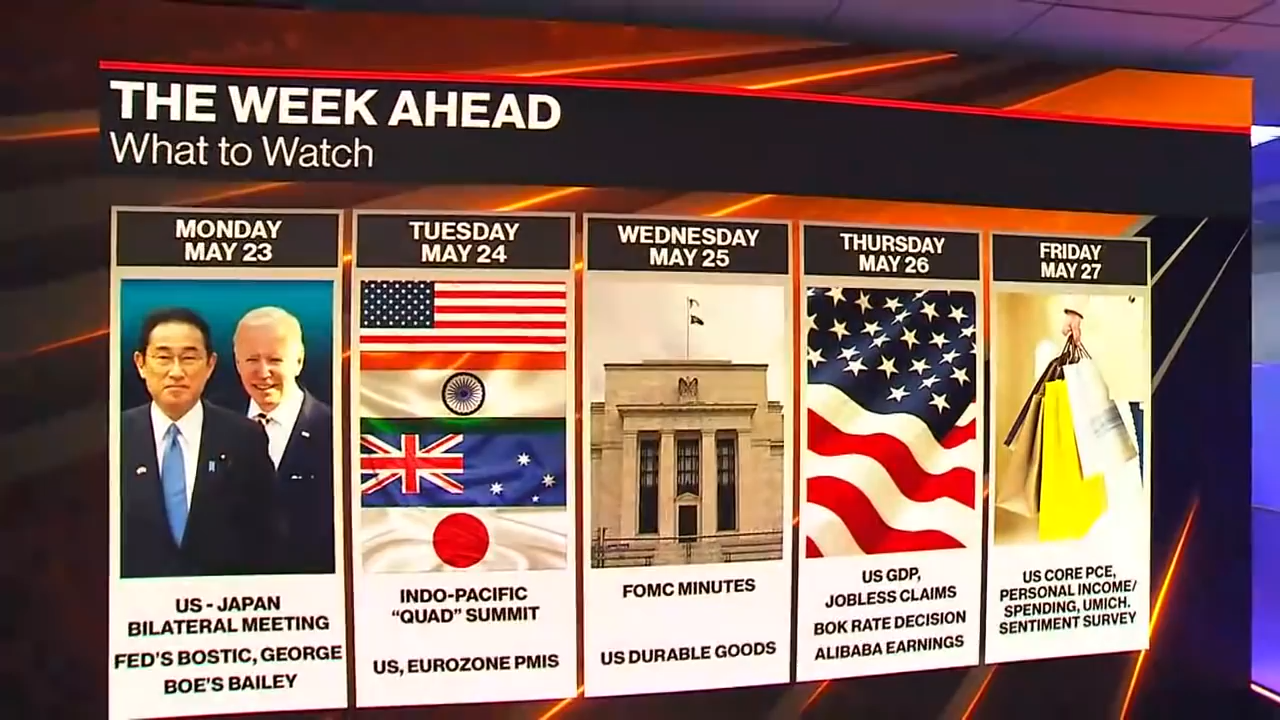 THE WEEK AHEAD
What to Watch
MONDAY
MAY 23
US - JAPAN
BILATERAL MEETING
FED'S BOSTIC, GEORGE
BOE'S BAILEY
TUESDAY
MAY 24
INDO-PACIFIC
“QUAD” SUMMIT
US, EUROZONE PMIS
WEDNESDAY
MAY 25
FOMC MINUTES
US DURABLE GOODS
THURSDAY
MAY 26
US GDP,
JOBLESS CLAIMS
BOK RATE DECISION
ALIBABA EARNINGS
FRIDAY
MAY 27
US CORE PCE,
PERSONAL INCOME/
SPENDING, UMICH.
SENTIMENT SURVEY